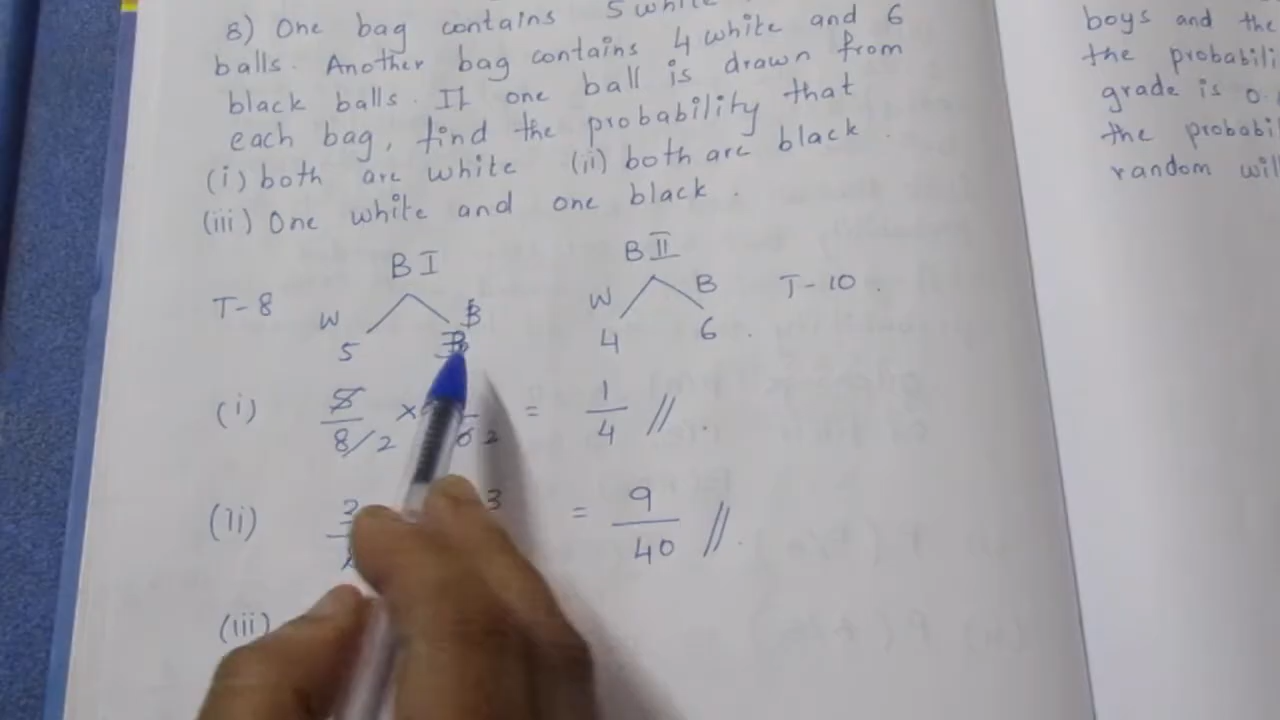 8) One bag contains 5 white
balls. Another bag contains 4 white and 6
black balls. If one ball is drawn from
each bag, find the probability that
(i) both are white (ii) both are black.
(iii) One white and one black.
B I
B II
T-8 W B
W B T-10.
5
4 6.
(i) 5/8/2 × 2 = 1/4 //.
(ii) 3 3 = 9/40 //.
(iii)
boys and the
the probabili
grade is 0.
the probabil
random wil